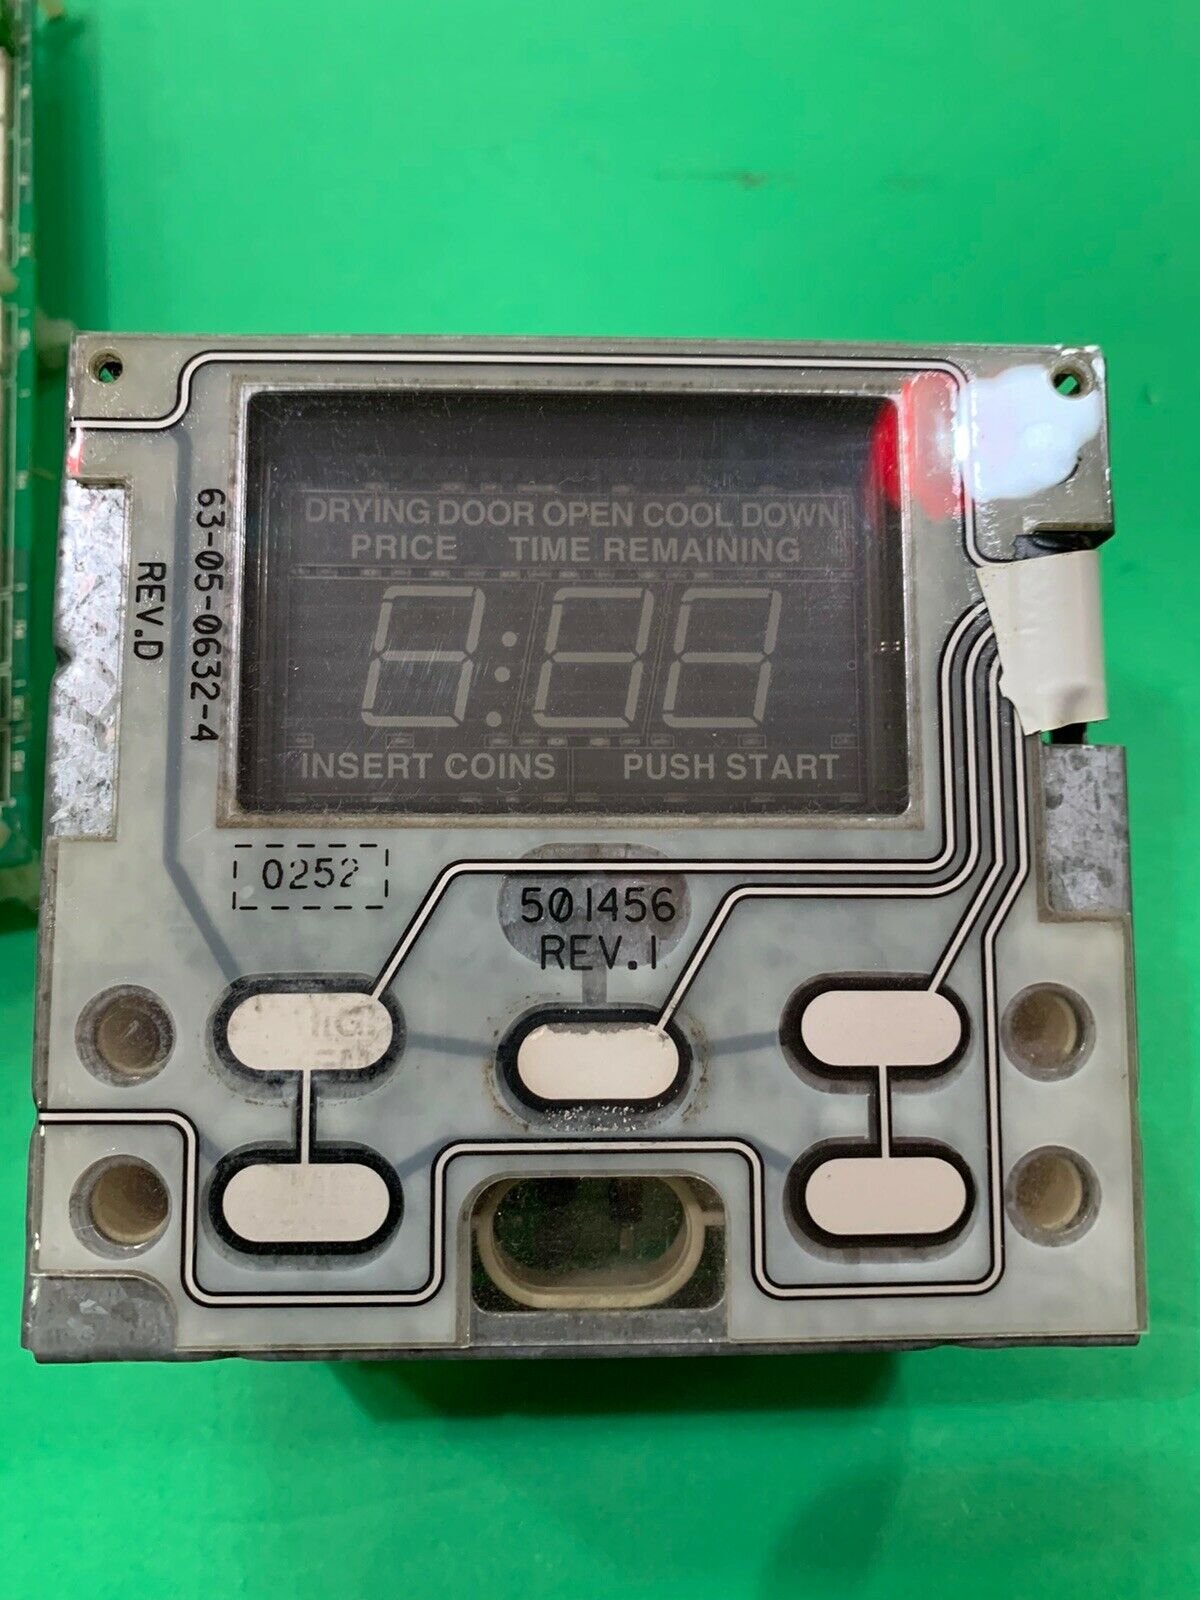 DRYING DOOR OPEN COOL DOWN
PRICE TIME REMAINING
8:88
INSERT COINS PUSH START
63-05-0632-4
REV.D
0252
501456
REV.1